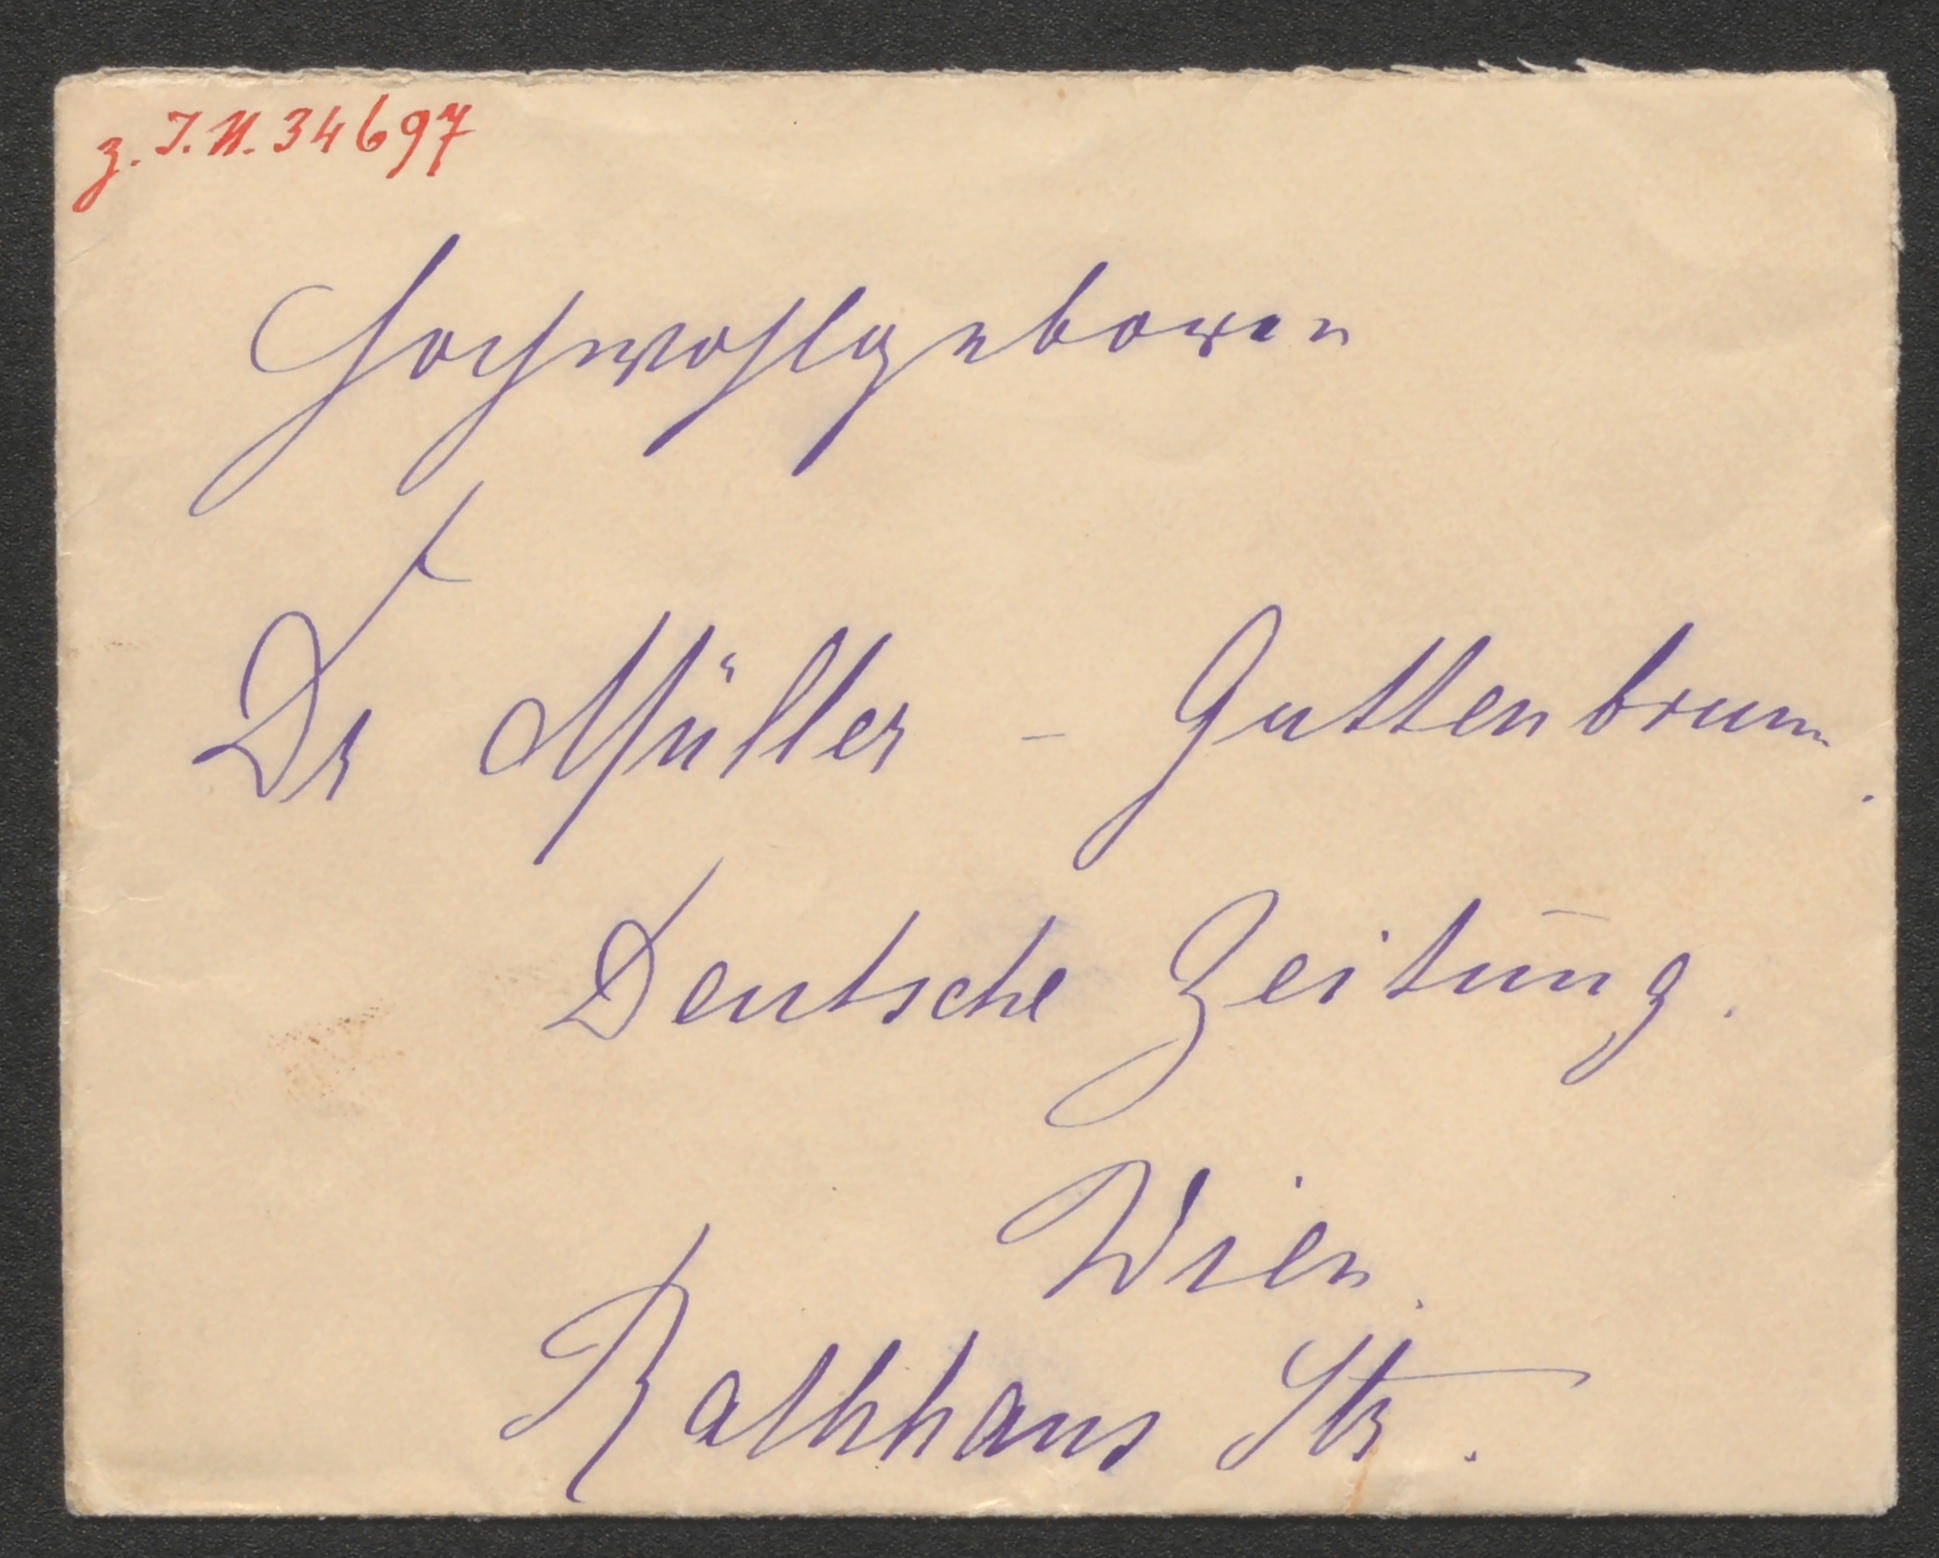 z. I.N. 34697
Hochwohlgeboren
Dr Müller - Guttenbrunn.
Deutsche Zeitung.
Wien.
Rathhaus Str.